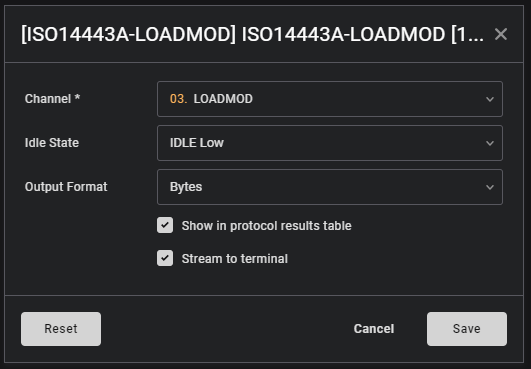 [ISO14443A-LOADMOD] ISO14443A-LOADMOD [1...
Channel * 03. LOADMOD
Idle State IDLE Low
Output Format Bytes
Show in protocol results table
Stream to terminal
Reset Cancel Save